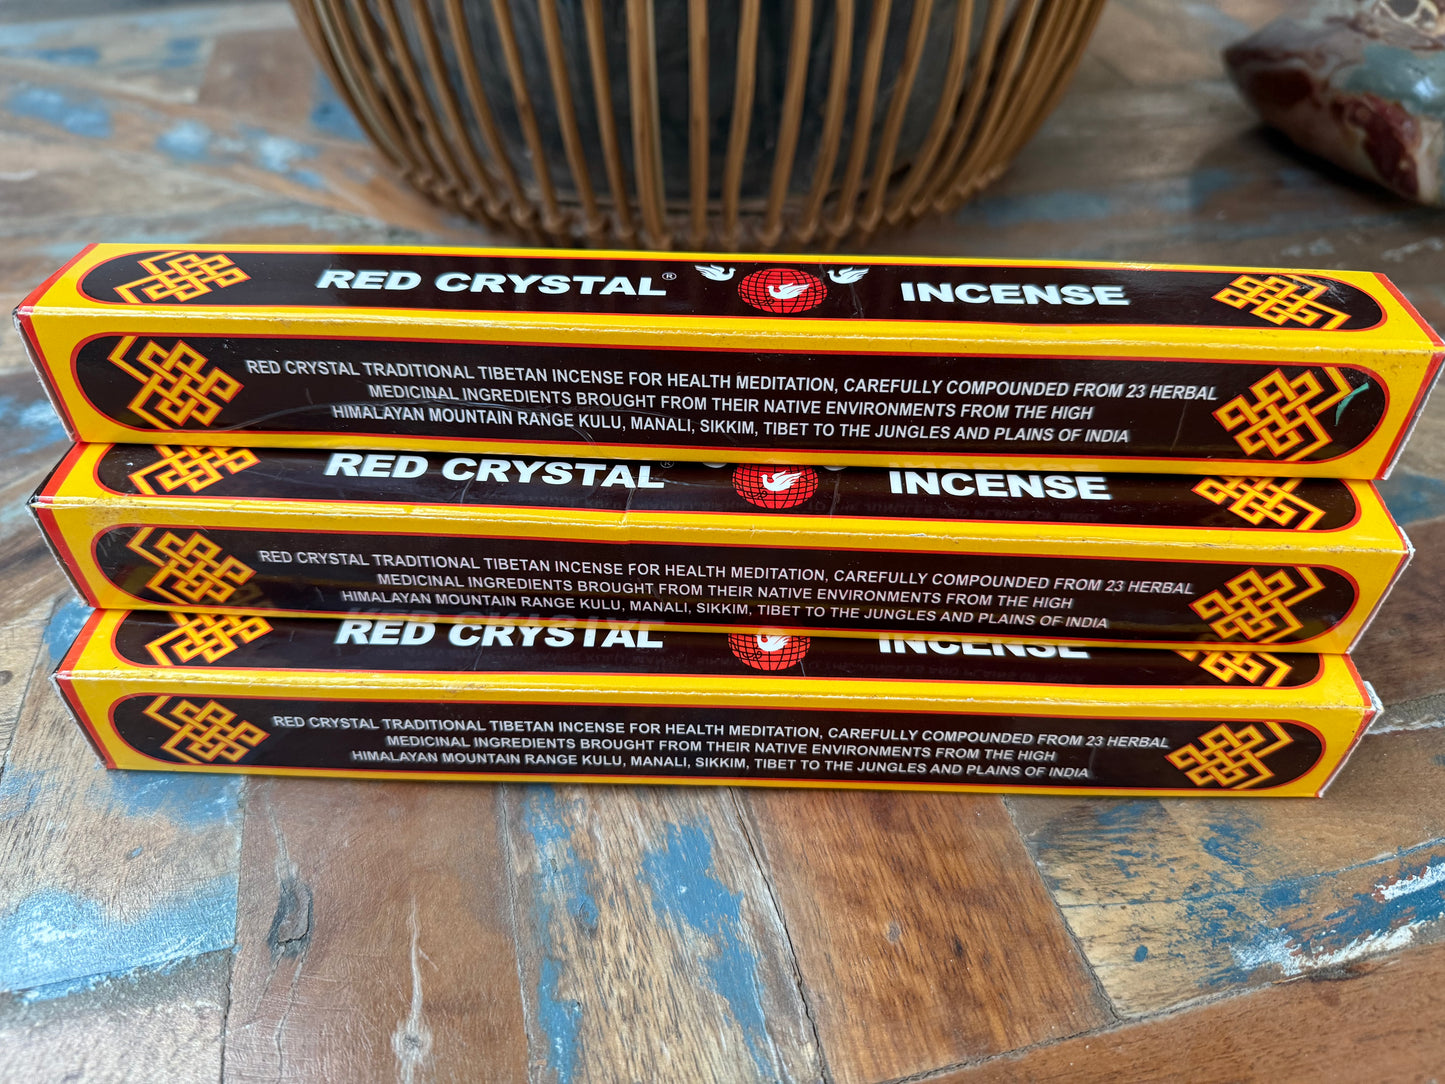 RED CRYSTAL® INCENSE
RED CRYSTAL TRADITIONAL TIBETAN INCENSE FOR HEALTH MEDITATION, CAREFULLY COMPOUNDED FROM 23 HERBAL
MEDICINAL INGREDIENTS BROUGHT FROM THEIR NATIVE ENVIRONMENTS FROM THE HIGH
HIMALAYAN MOUNTAIN RANGE KULU, MANALI, SIKKIM, TIBET TO THE JUNGLES AND PLAINS OF INDIA
RED CRYSTAL® INCENSE
RED CRYSTAL TRADITIONAL TIBETAN INCENSE FOR HEALTH MEDITATION, CAREFULLY COMPOUNDED FROM 23 HERBAL
MEDICINAL INGREDIENTS BROUGHT FROM THEIR NATIVE ENVIRONMENTS FROM THE HIGH
HIMALAYAN MOUNTAIN RANGE KULU, MANALI, SIKKIM, TIBET TO THE JUNGLES AND PLAINS OF INDIA
RED CRYSTAL INCENSE
RED CRYSTAL TRADITIONAL TIBETAN INCENSE FOR HEALTH MEDITATION, CAREFULLY COMPOUNDED FROM 23 HERBAL
MEDICINAL INGREDIENTS BROUGHT FROM THEIR NATIVE ENVIRONMENTS FROM THE HIGH
HIMALAYAN MOUNTAIN RANGE KULU, MANALI, SIKKIM, TIBET TO THE JUNGLES AND PLAINS OF INDIA